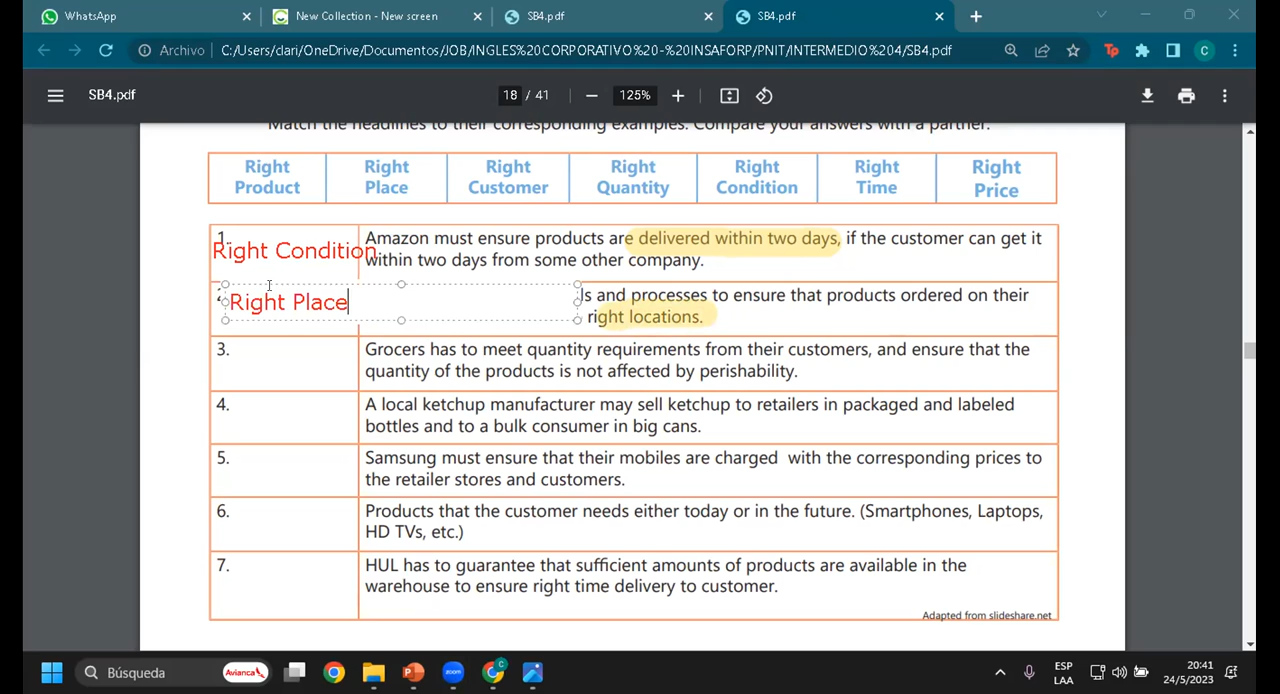 WhatsApp
New Collection - New screen
SB4.pdf
SB4.pdf
Archivo
C:/Users/clari/OneDrive/Documentos/JOB/INGLES%20CORPORATIVO%20-%20INSAFORP/PNIT/INTERMEDIO%204/SB4.pdf
SB4.pdf
18 / 41
125%
Match the headlines to their corresponding examples. Compare your answers with a partner.
Right Product
Right Place
Right Customer
Right Quantity
Right Condition
Right Time
Right Price
1.
Right Condition
Amazon must ensure products are delivered within two days, if the customer can get it
within two days from some other company.
Right Place
ls and processes to ensure that products ordered on their
right locations.
3.
Grocers has to meet quantity requirements from their customers, and ensure that the
quantity of the products is not affected by perishability.
4.
A local ketchup manufacturer may sell ketchup to retailers in packaged and labeled
bottles and to a bulk consumer in big cans.
5.
Samsung must ensure that their mobiles are charged with the corresponding prices to
the retailer stores and customers.
6.
Products that the customer needs either today or in the future. (Smartphones, Laptops,
HD TVs, etc.)
7.
HUL has to guarantee that sufficient amounts of products are available in the
warehouse to ensure right time delivery to customer.
Adapted from slideshare.net
Búsqueda
Avianca
zoom
ESP
LAA
20:41
24/5/2023